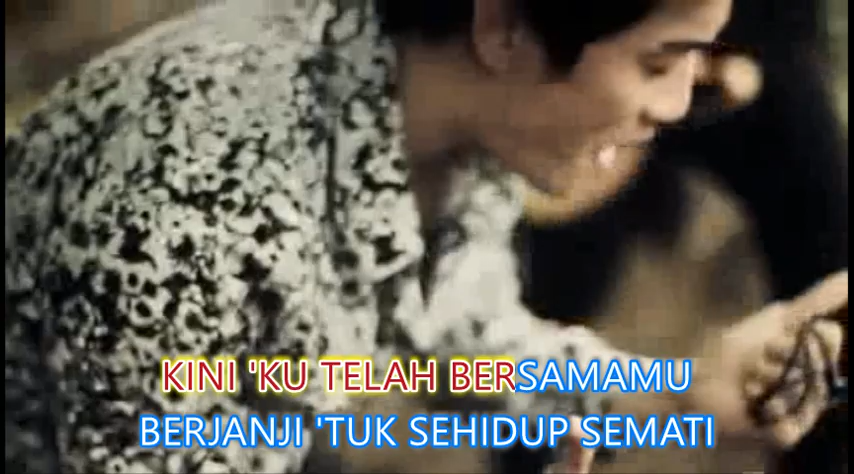 KINI 'KU TELAH BERSAMAMU
BERJANJI 'TUK SEHIDUP SEMATI